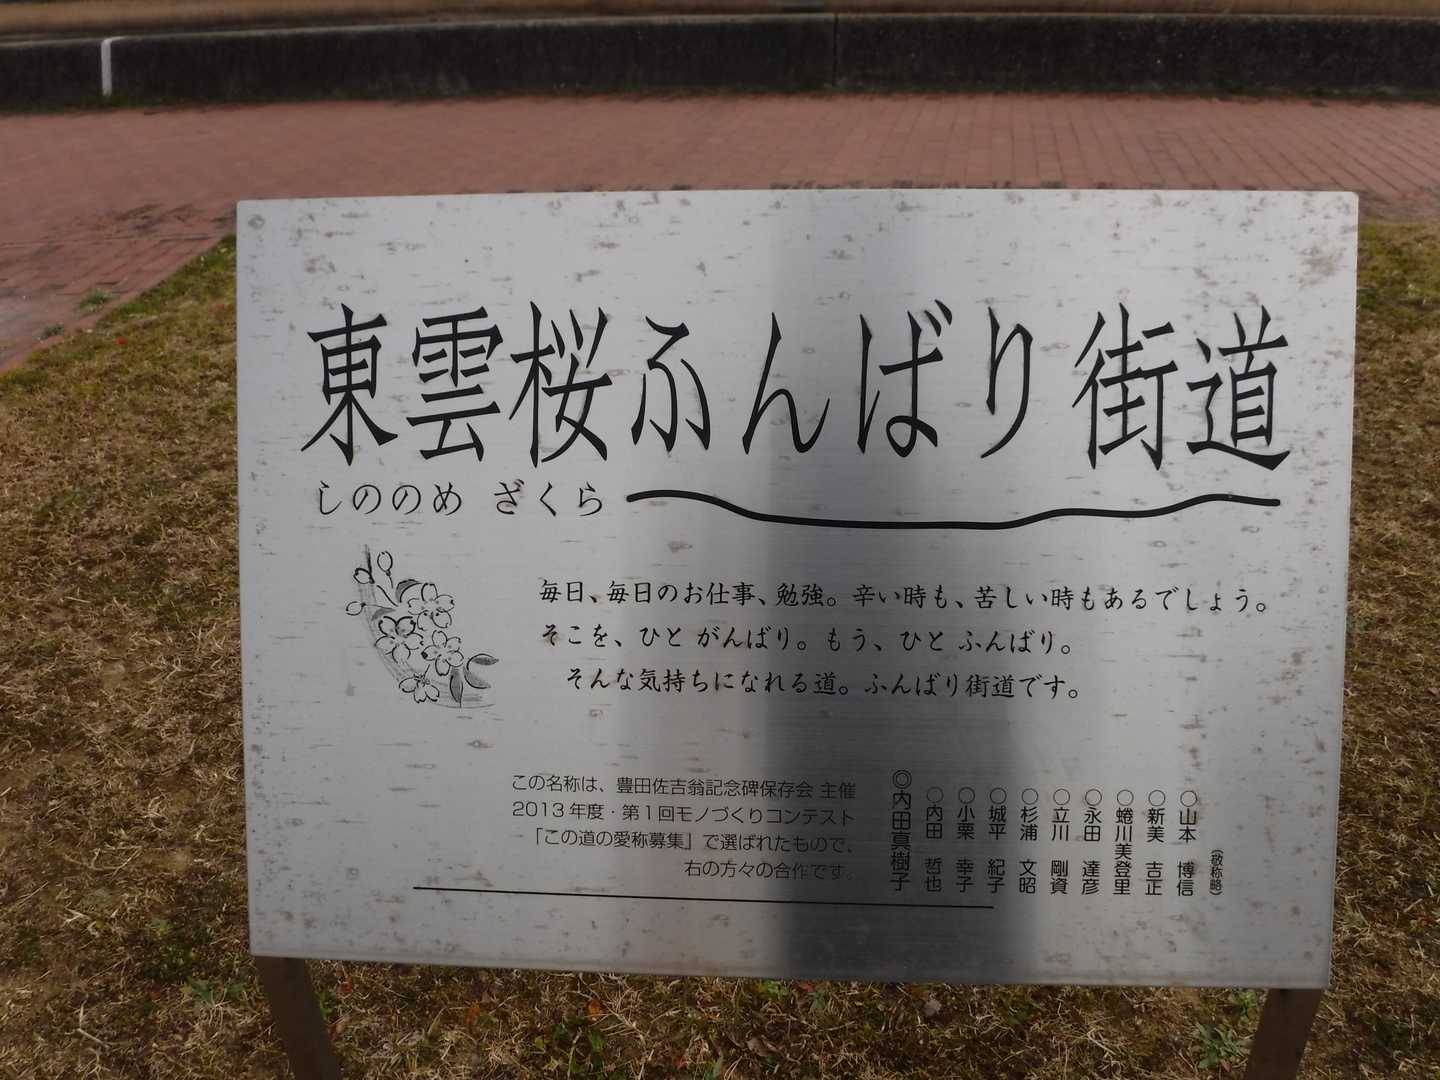 東雲桜ふんばり街道
しののめ ざくら
毎日、毎日のお仕事、勉強。辛い時も、苦しい時もあるでしょう。
そこを、ひと がんばり。もう、ひと ふんばり。
そんな気持ちになれる道。ふんばり街道です。
この名称は、豊田佐吉翁記念碑保存会 主催
2013年度・第1回モノづくりコンテスト
「この道の愛称募集」で選ばれたもので、
右の方々の合作です。
(敬称略)
○山本 博信
○新美 吉正
○蜷川美登里
○永田 達彦
○立川 剛資
○杉浦 文昭
○城平 紀子
○小栗 幸子
○内田 哲也
◎内田真樹子